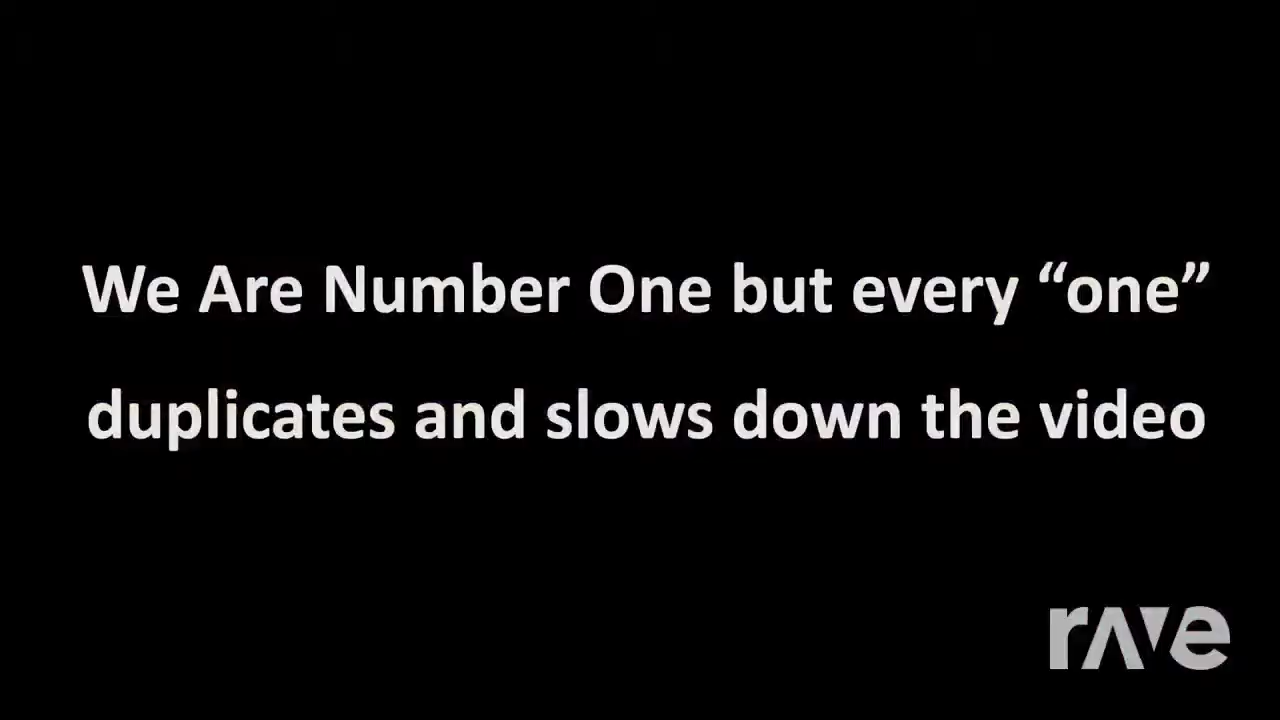 We Are Number One but every “one”
duplicates and slows down the video
rave